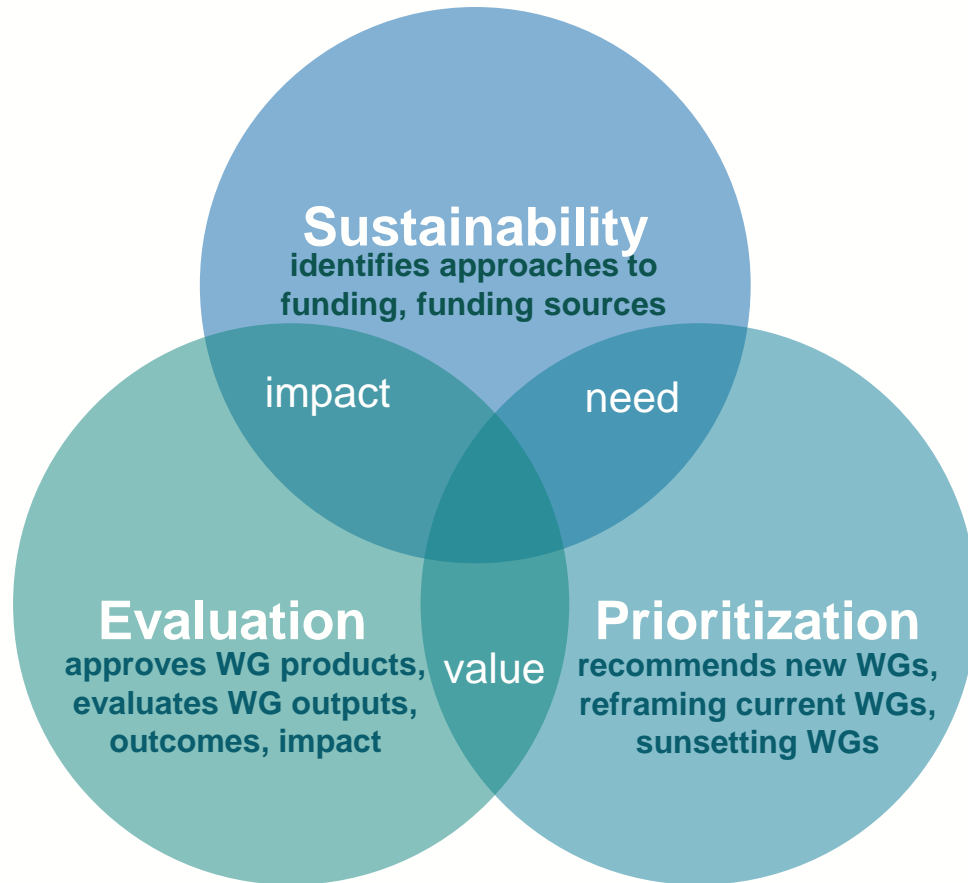 Sustainability
identifies approaches to
funding, funding sources
impact
need
Evaluation
approves WG products,
evaluates WG outputs,
outcomes, impact
value
Prioritization
recommends new WGs,
reframing current WGs,
sunsetting WGs